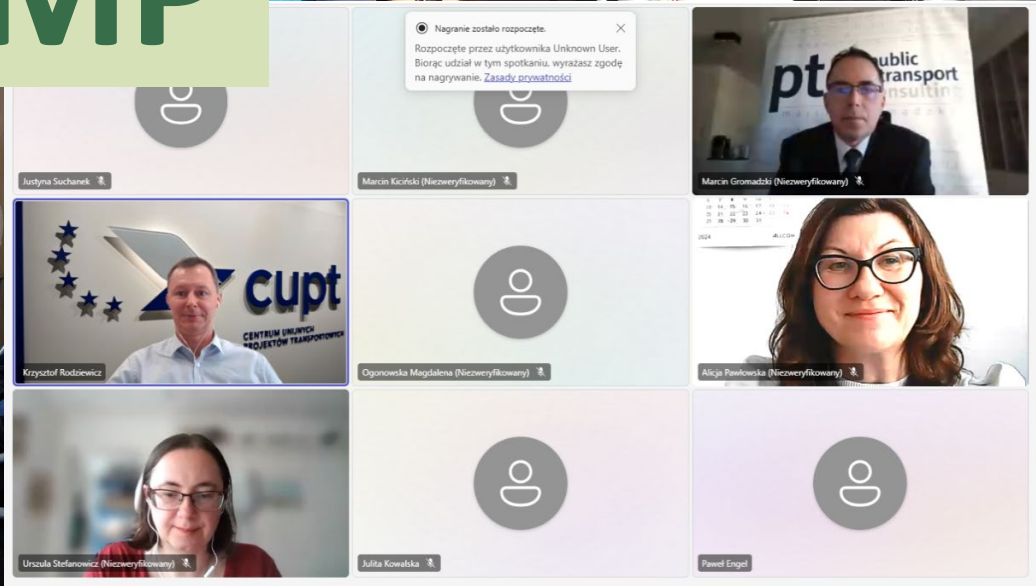 MP
Nagranie zostało rozpoczęte.
Rozpoczęte przez użytkownika Unknown User.
Biorąc udział w tym spotkaniu, wyrażasz zgodę
na nagrywanie. Zasady prywatności
Justyna Suchanek
Marcin Kiciński (Niezweryfikowany)
pt
public
transport
consulting
Marcin Gromadzki (Niezweryfikowany)
cupt
CENTRUM UNIJNYCH
PROJEKTÓW TRANSPORTOWYCH
Krzysztof Rodziewicz
Ogonowska Magdalena (Niezweryfikowany)
2024
Alicja Pawłowska (Niezweryfikowany)
Urszula Stefanowicz (Niezweryfikowany)
Julita Kowalska
Paweł Engel